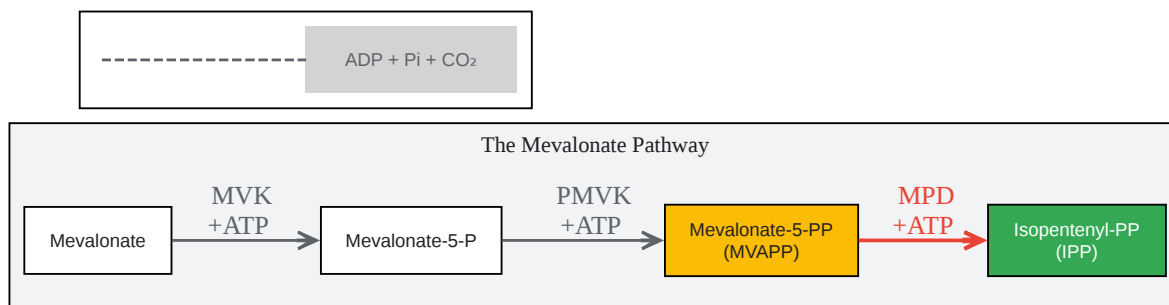 ADP + Pi + CO₂
The Mevalonate Pathway
MVK
+ATP
PMVK
+ATP
MPD
+ATP
Mevalonate
Mevalonate-5-P
Mevalonate-5-PP
(MVAPP)
Isopentenyl-PP
(IPP)